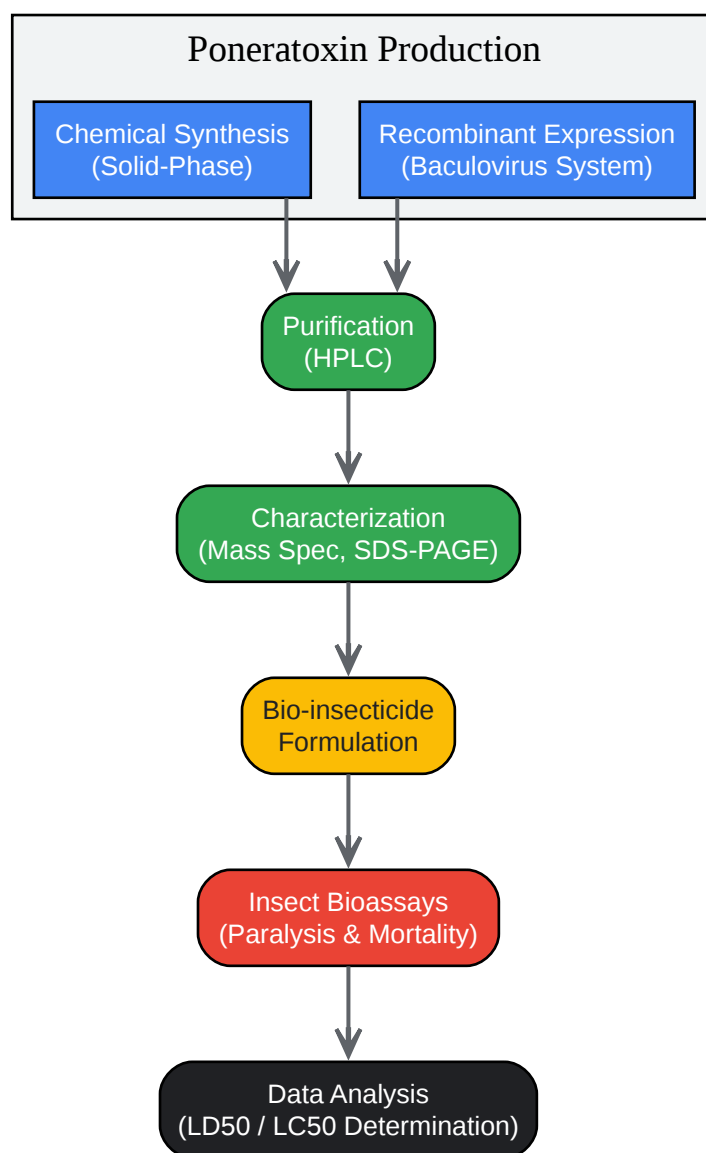 Poneratoxin Production
Chemical Synthesis
(Solid-Phase)
Recombinant Expression
(Baculovirus System)
Purification
(HPLC)
Characterization
(Mass Spec, SDS-PAGE)
Bio-insecticide
Formulation
Insect Bioassays
(Paralysis & Mortality)
Data Analysis
(LD50 / LC50 Determination)